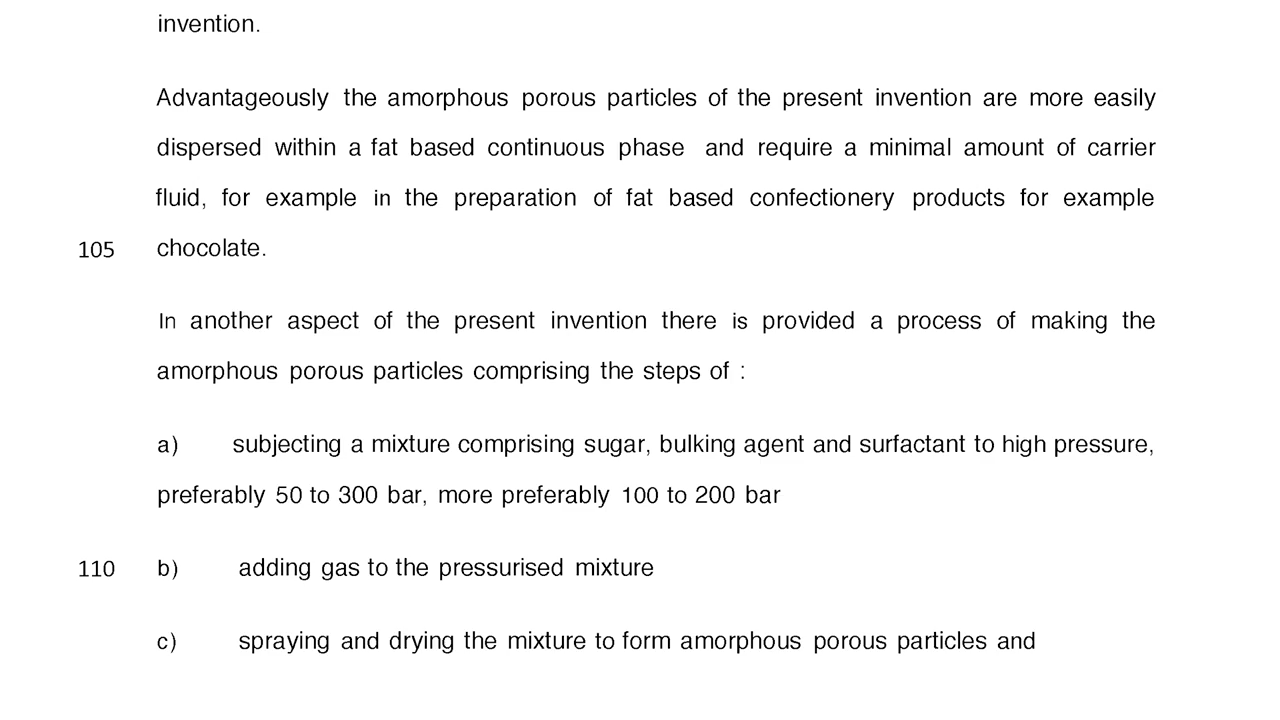 invention.
Advantageously the amorphous porous particles of the present invention are more easily
dispersed within a fat based continuous phase and require a minimal amount of carrier
fluid, for example in the preparation of fat based confectionery products for example
105 chocolate.
In another aspect of the present invention there is provided a process of making the
amorphous porous particles comprising the steps of :
a) subjecting a mixture comprising sugar, bulking agent and surfactant to high pressure,
preferably 50 to 300 bar, more preferably 100 to 200 bar
110 b) adding gas to the pressurised mixture
c) spraying and drying the mixture to form amorphous porous particles and